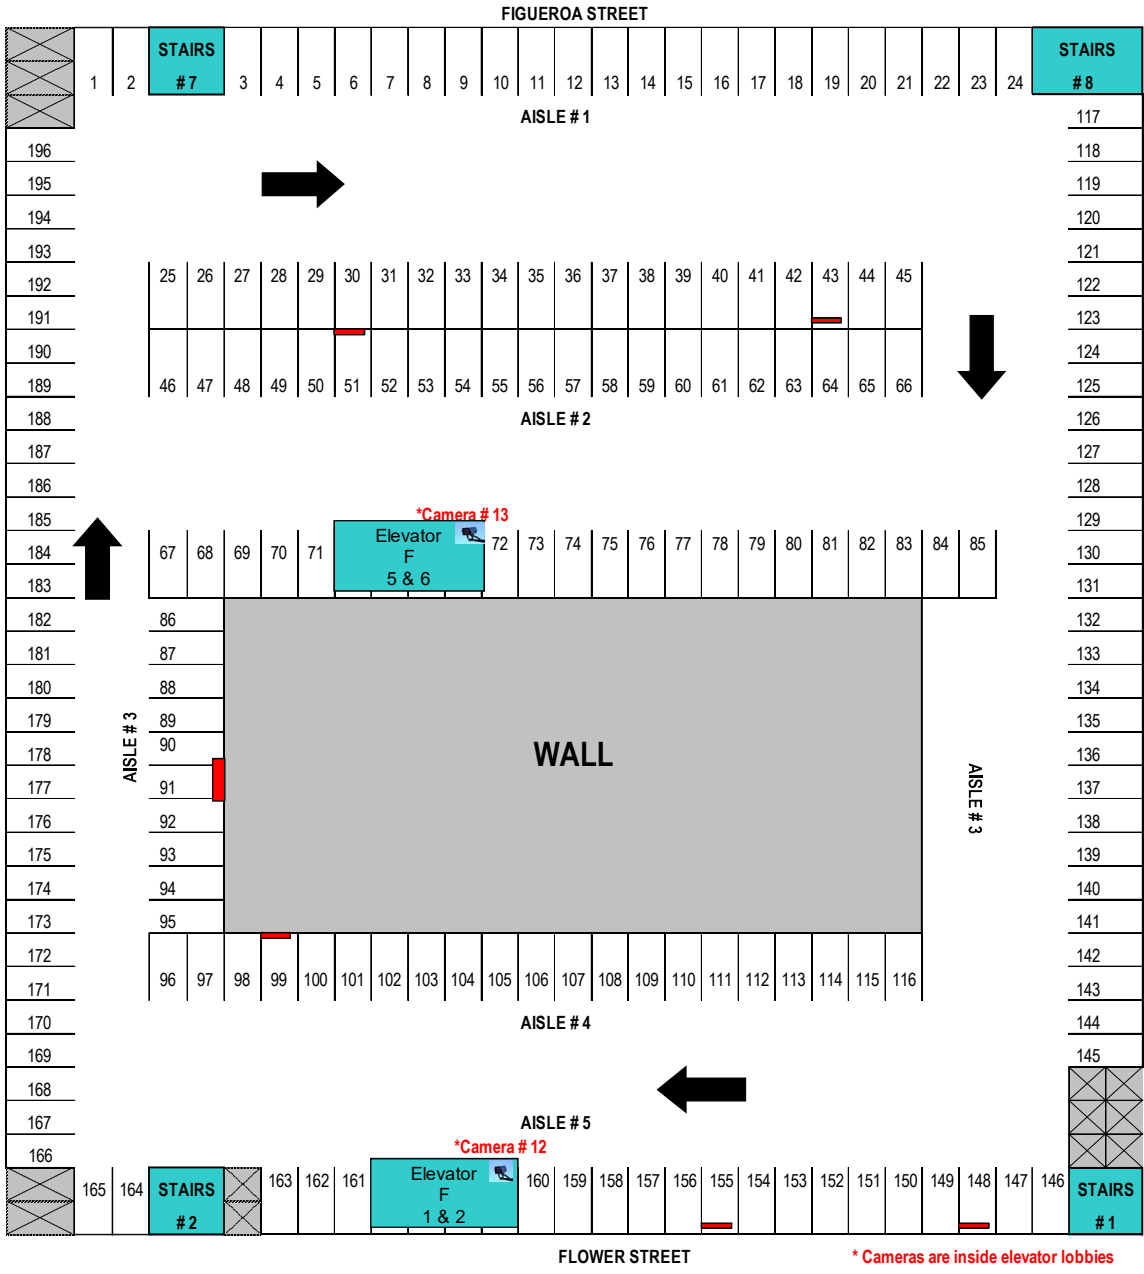 FIGUEROA STREET
STAIRS
# 7
STAIRS
# 8
1 2 3 4 5 6 7 8 9 10 11 12 13 14 15 16 17 18 19 20 21 22 23 24
AISLE # 1
117
196 118
195 119
194 120
193 121
25 26 27 28 29 30 31 32 33 34 35 36 37 38 39 40 41 42 43 44 45
192 122
191 123
190 124
189 46 47 48 49 50 51 52 53 54 55 56 57 58 59 60 61 62 63 64 65 66 125
188 AISLE # 2 126
187 127
186 128
*Camera # 13
185 129
Elevator
F
5 & 6
184 67 68 69 70 71 72 73 74 75 76 77 78 79 80 81 82 83 84 85 130
183 131
182 86 132
181 87 133
180 88 134
179 89 135
AISLE # 3
178 90 WALL 136
177 91 137
AISLE # 3
176 92 138
175 93 139
174 94 140
173 95 141
172 142
171 96 97 98 99 100 101 102 103 104 105 106 107 108 109 110 111 112 113 114 115 116 143
170 AISLE # 4 144
169 145
168
167 AISLE # 5
*Camera # 12
166
165 164 STAIRS
# 2
163 162 161 Elevator
F
1 & 2
160 159 158 157 156 155 154 153 152 151 150 149 148 147 146 STAIRS
# 1
FLOWER STREET
* Cameras are inside elevator lobbies